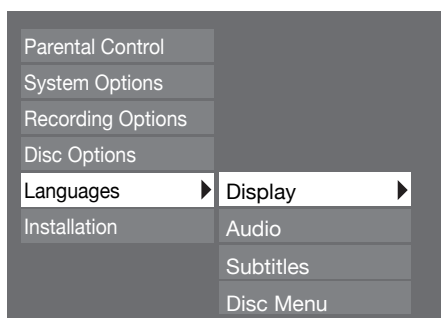 Parental Control
System Options
Recording Options
Disc Options
Languages
Installation
Display
Audio
Subtitles
Disc Menu